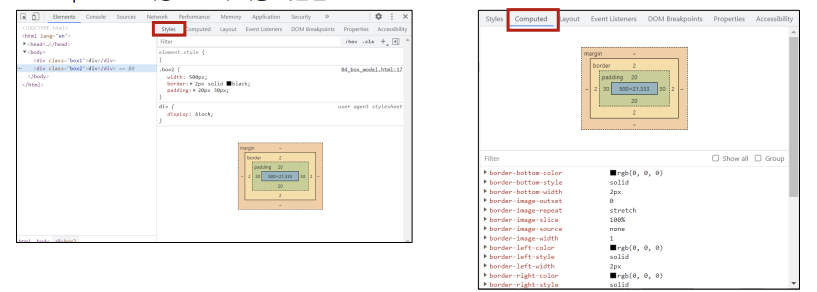 Elements Console Sources Network Performance Memory Application Security
<!DOCTYPE html>
<html lang="en">
<head>…</head>
<body>
<div class="box1">div</div>
<div class="box2">div</div> == $0
</body>
</html>
html body div.box2
Styles Computed Layout Event Listeners DOM Breakpoints Properties Accessibility
Filter :hov .cls +
element.style {
}
.box2 { 04_box_model.html:17
width: 500px;
border: 2px solid black;
padding: 20px 30px;
}
div { user agent stylesheet
display: block;
}
margin –
border 2
padding 20
– 2 30 500×21.333 30 2 –
20
2
–
Styles Computed Layout Event Listeners DOM Breakpoints Properties Accessibility
margin –
border 2
padding 20
– 2 30 500×21.333 30 2 –
20
2
–
Filter Show all Group
border-bottom-color rgb(0, 0, 0)
border-bottom-style solid
border-bottom-width 2px
border-image-outset 0
border-image-repeat stretch
border-image-slice 100%
border-image-source none
border-image-width 1
border-left-color rgb(0, 0, 0)
border-left-style solid
border-left-width 2px
border-right-color rgb(0, 0, 0)
border-right-style solid